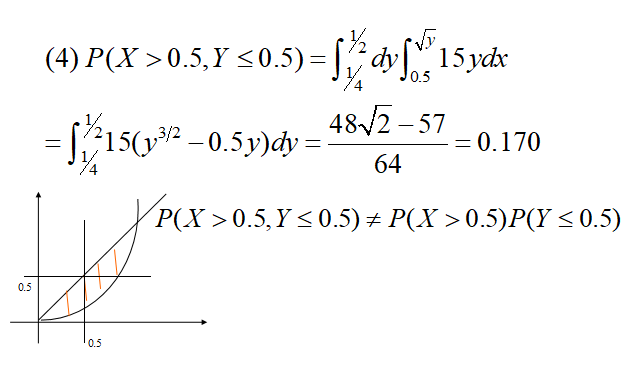 (4) P(X > 0.5, Y ≤ 0.5) = ∫_{1/4}^{1/2} dy ∫_{0.5}^{√y} 15ydx
= ∫_{1/4}^{1/2} 15(y^{3/2} − 0.5y)dy = (48√2 − 57)/64 = 0.170
P(X > 0.5, Y ≤ 0.5) ≠ P(X > 0.5)P(Y ≤ 0.5)
0.5
0.5